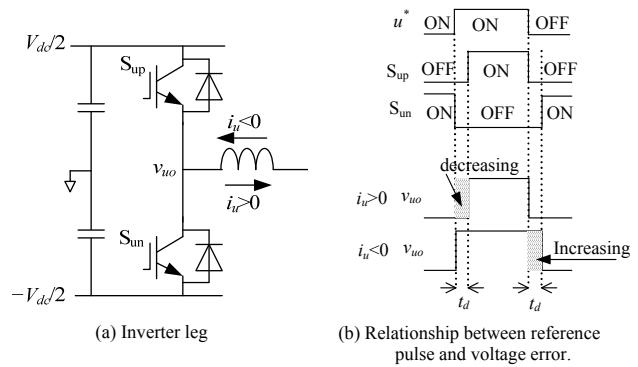 V_dc/2
S_up
i_u<0
v_uo
i_u>0
S_un
−V_dc/2
(a) Inverter leg
u* ON ON OFF
S_up OFF ON OFF
S_un ON OFF ON
decreasing
i_u>0 v_uo
i_u<0 v_uo Increasing
t_d t_d
(b) Relationship between reference
pulse and voltage error.